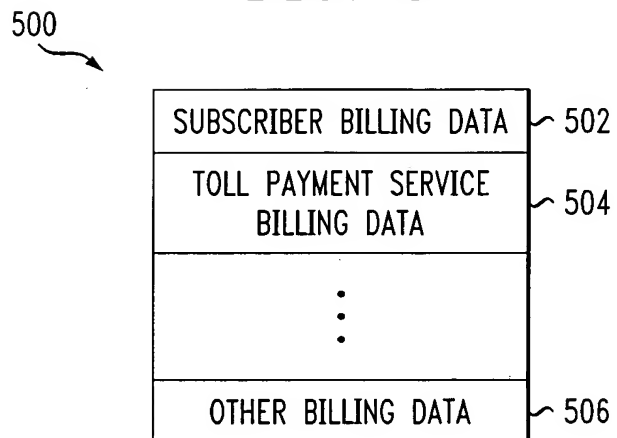 500
SUBSCRIBER BILLING DATA 502
TOLL PAYMENT SERVICE
BILLING DATA
504
OTHER BILLING DATA 506